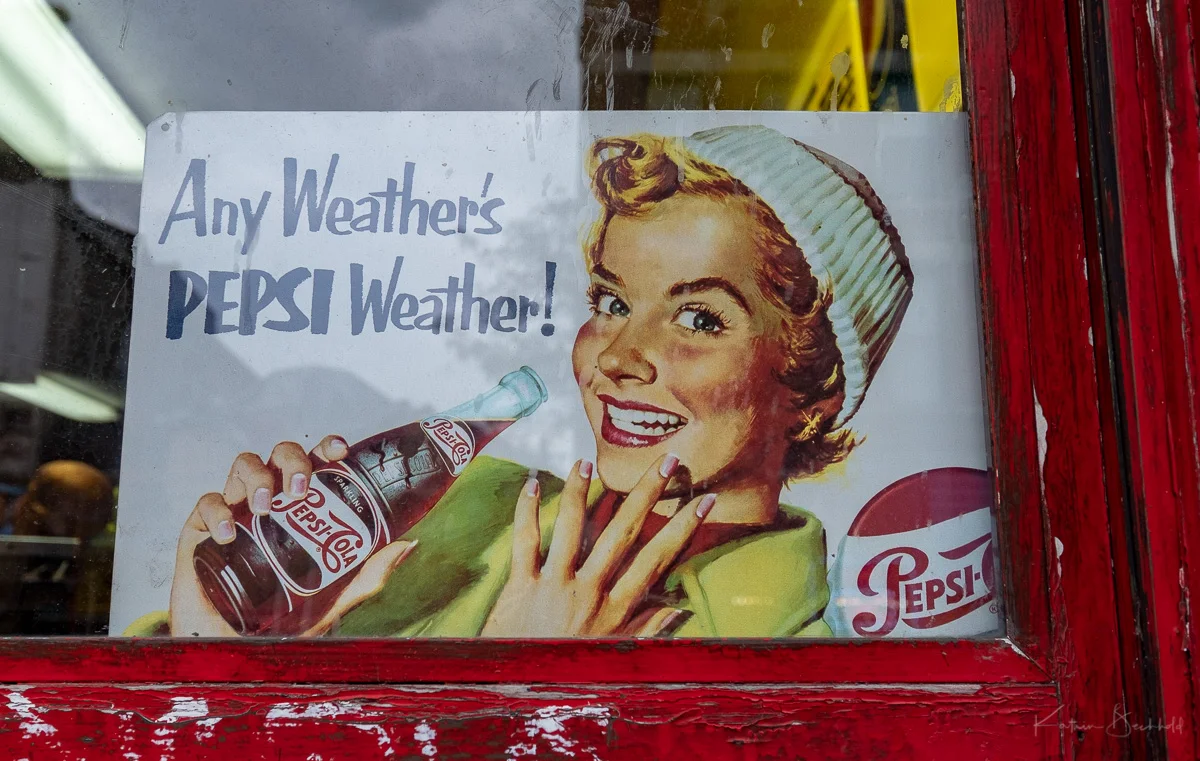 Any Weather's
PEPSI Weather!
PEPSI-COLA
SPARKLING
PEPSI-COLA
PEPSI-C